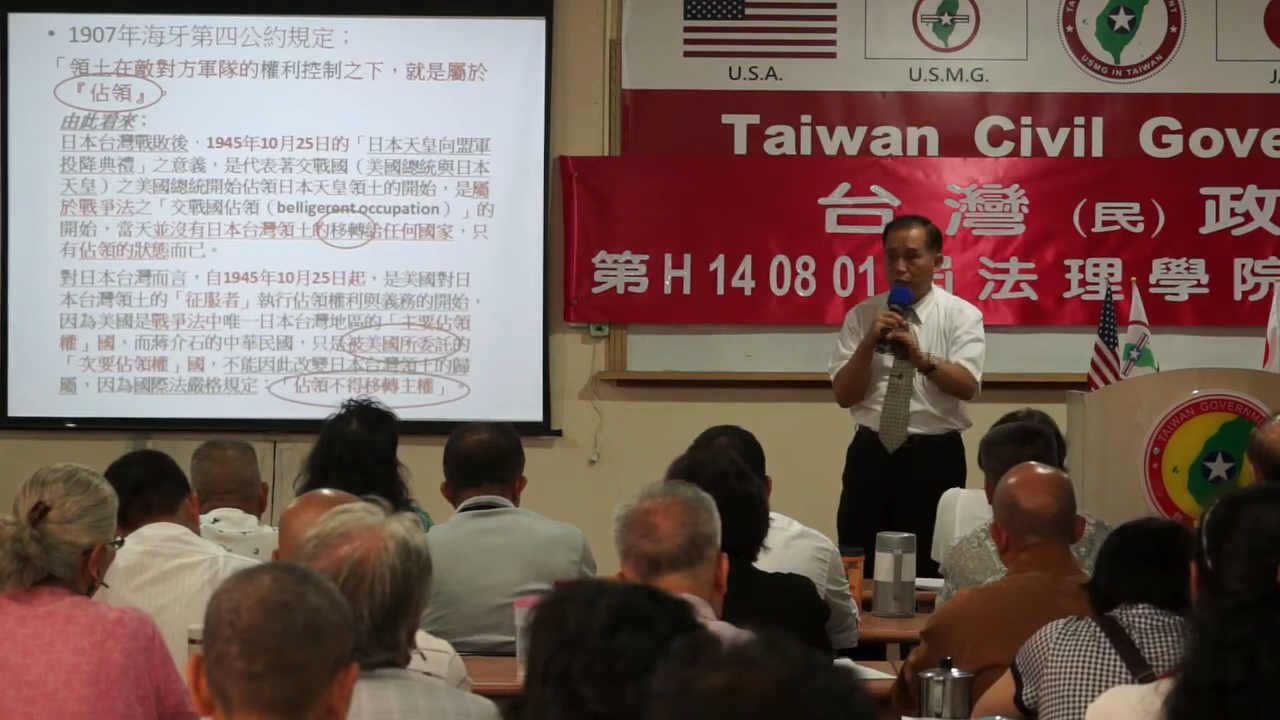 • 1907年海牙第四公約規定：
「領土在敵對方軍隊的權利控制之下，就是屬於
『佔領』。
由此看來：
日本台灣戰敗後，1945年10月25日的「日本天皇向盟軍
投降典禮」之意義，是代表著交戰國（美國總統與日本
天皇）之美國總統開始佔領日本天皇領土的開始，是屬
於戰爭法之「交戰國佔領（belligerent occupation）」的
開始，當天並沒有日本台灣領土的移轉給任何國家，只
有佔領的狀態而已。
對日本台灣而言，自1945年10月25日起，是美國對日
本台灣領土的「征服者」執行佔領權利與義務的開始，
因為美國是戰爭法中唯一日本台灣地區的「主要佔領
權」國，而蔣介石的中華民國，只是被美國所委託的
「次要佔領權」國，不能因此改變日本台灣領土的歸
屬，因為國際法嚴格規定：「佔領不得移轉主權」
U.S.A.
U.S.M.G.
USMG IN TAIWAN
J
Taiwan Civil Gove
台灣（民）政
第H140801 法理學院
TAIWAN GOVERNMENT